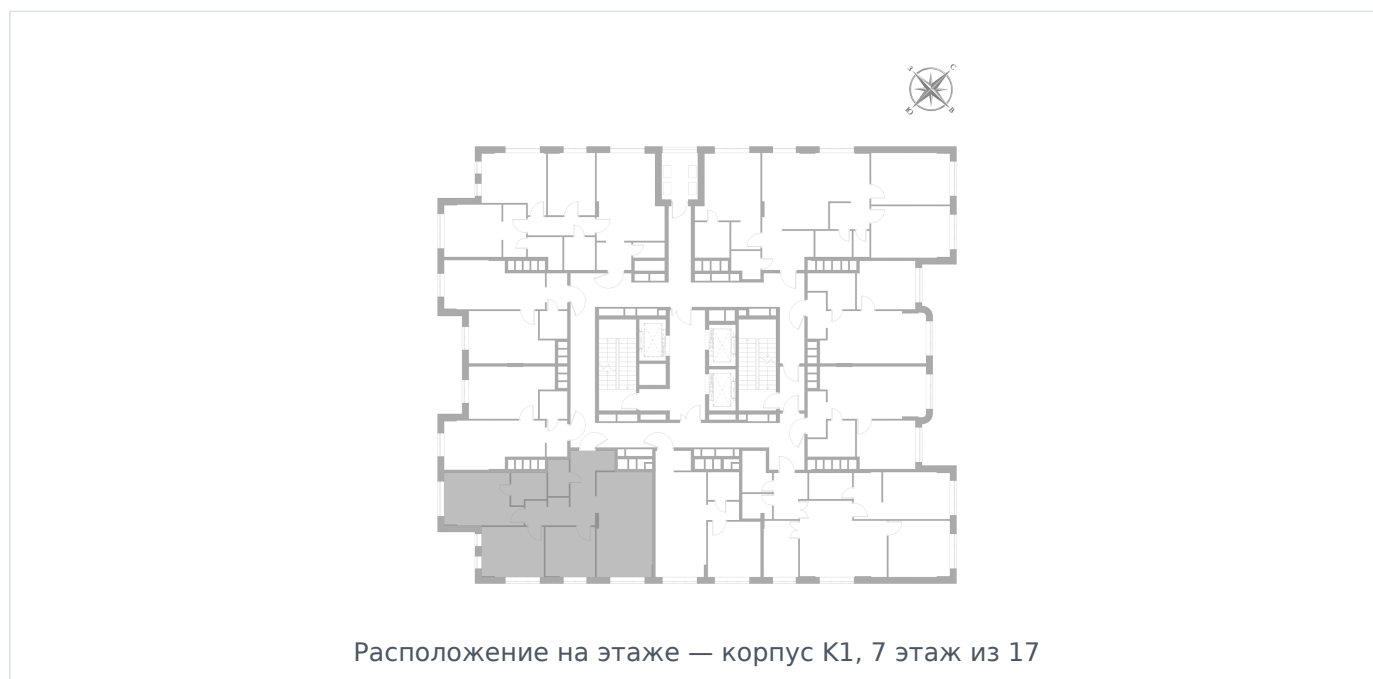 З С
Ю В
Расположение на этаже — корпус К1, 7 этаж из 17